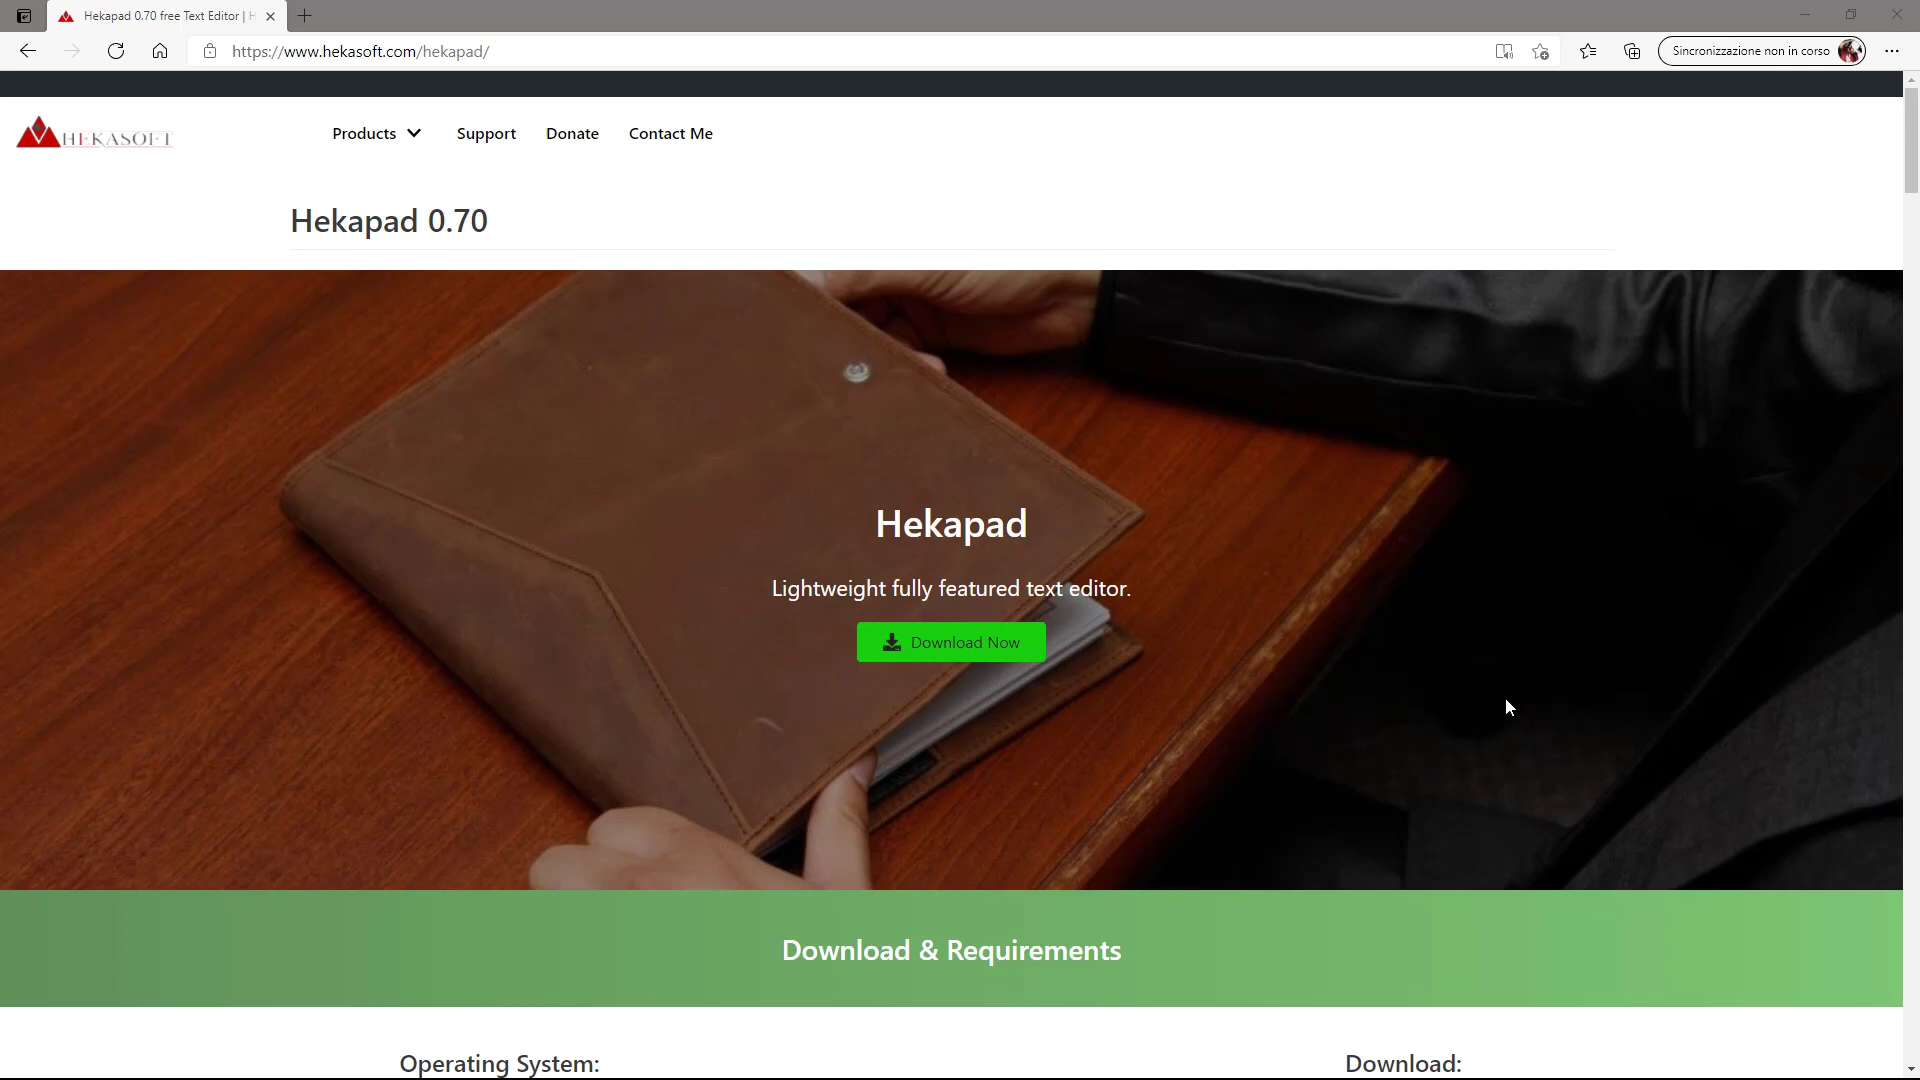 Hekapad 0.70 free Text Editor | H
https://www.hekasoft.com/hekapad/
Sincronizzazione non in corso
HEKASOFT
Products
Support
Donate
Contact Me
Hekapad 0.70
Hekapad
Lightweight fully featured text editor.
Download Now
Download & Requirements
Operating System:
Download: